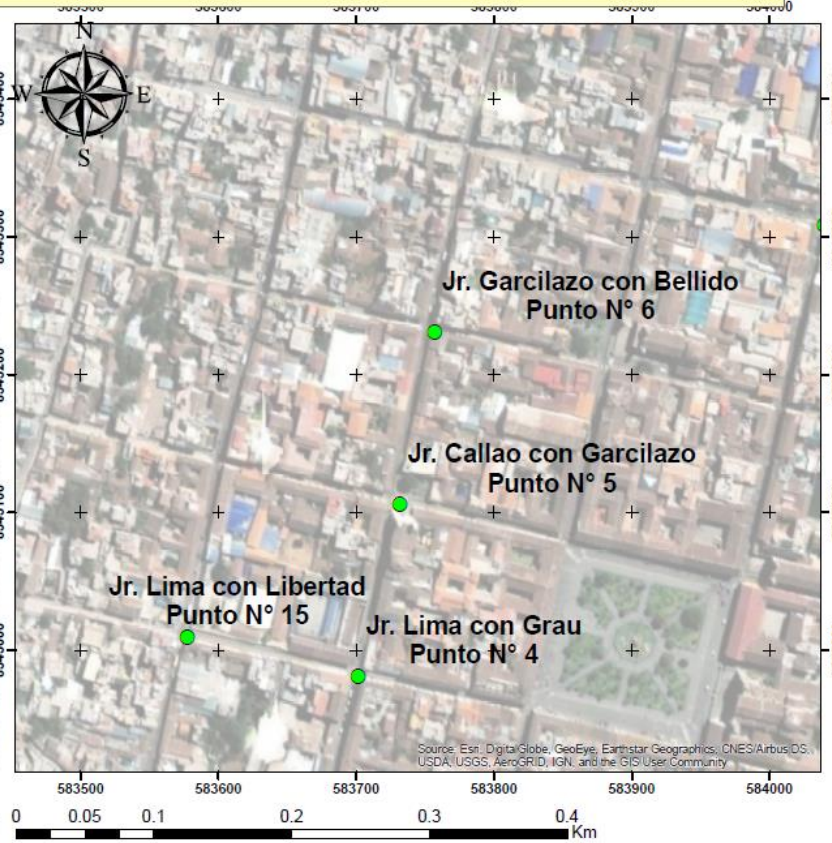 583700
583800
N
W E
S
Jr. Garcilazo con Bellido
Punto N° 6
Jr. Callao con Garcilazo
Punto N° 5
Jr. Lima con Libertad
Punto N° 15
Jr. Lima con Grau
Punto N° 4
Source: Esri, DigitalGlobe, GeoEye, Earthstar Geographics, CNES/Airbus DS,
USDA, USGS, AeroGRID, IGN, and the GIS User Community
583500 583600 583700 583800 583900 584000
0 0.05 0.1 0.2 0.3 0.4
Km